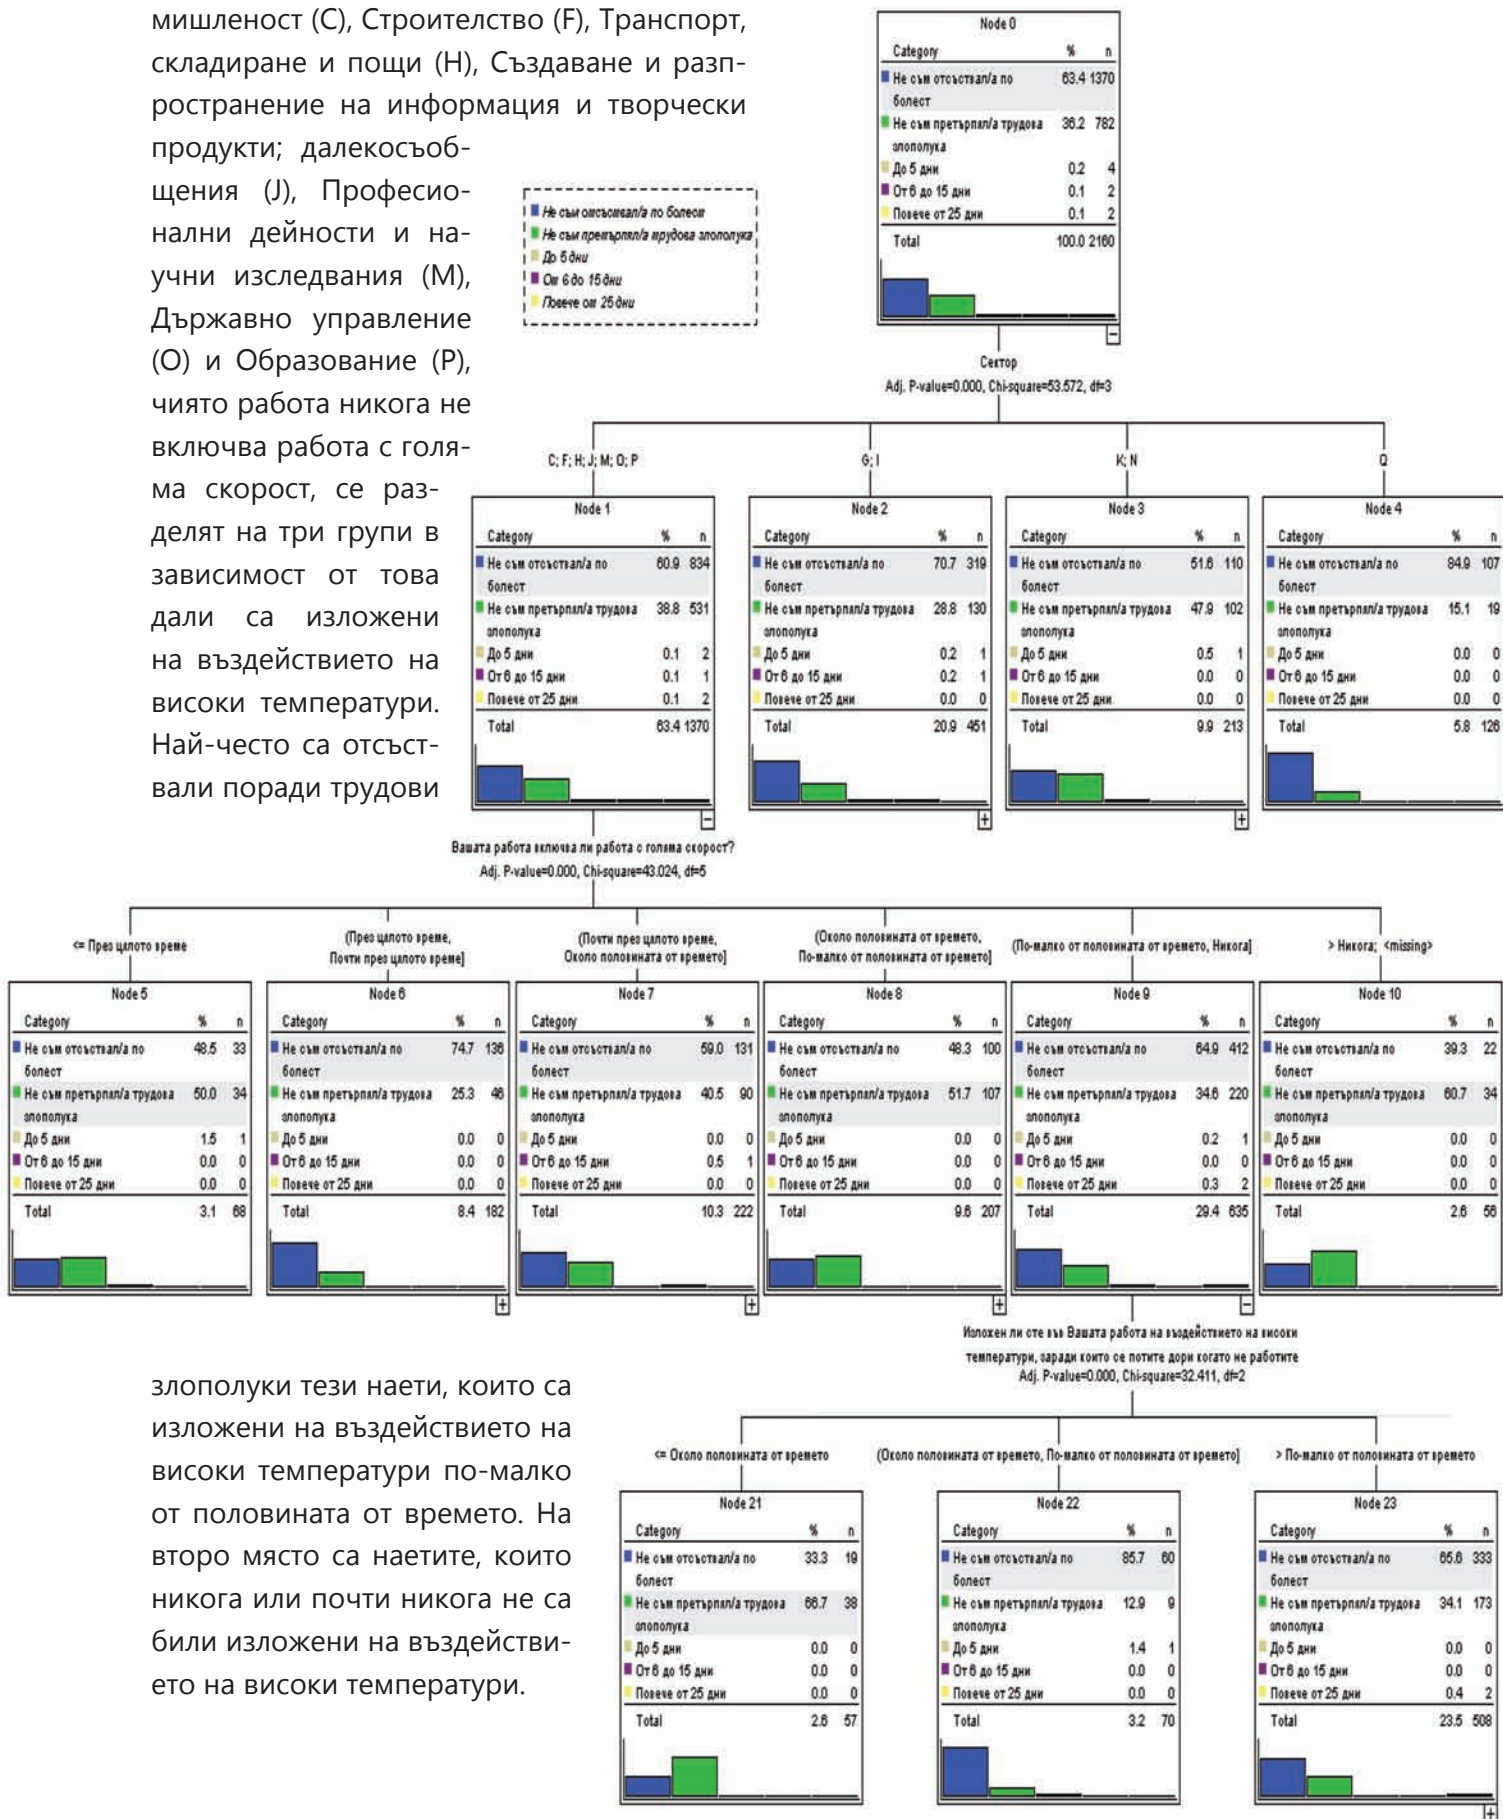 мишленост (C), Строителство (F), Транспорт,
складиране и пощи (H), Създаване и разп-
ространение на информация и творчески
продукти; далекосъоб-
щения (J), Професио-
нални дейности и на-
учни изследвания (M),
Държавно управление
(O) и Образование (P),
чиято работа никога не
включва работа с голя-
ма скорост, се раз-
делят на три групи в
зависимост от това
дали са изложени
на въздействието на
високи температури.
Най-често са отсъст-
вали поради трудови
Не съм отсъствал/а по болест
Не съм претърпял/а трудова злополука
До 5 дни
От 6 до 15 дни
Повече от 25 дни
Node 0
Category % n
Не съм отсъствал/а по 63.4 1370
болест
Не съм претърпял/а трудова 36.2 782
злополука
До 5 дни 0.2 4
От 6 до 15 дни 0.1 2
Повече от 25 дни 0.1 2
Total 100.0 2160
Сектор
Adj. P-value=0.000, Chi-square=53.572, df=3
C; F; H; J; M; O; P
G; I
K; N
Q
Node 1
Category % n
Не съм отсъствал/а по 60.9 834
болест
Не съм претърпял/а трудова 38.8 531
злополука
До 5 дни 0.1 2
От 6 до 15 дни 0.1 1
Повече от 25 дни 0.1 2
Total 63.4 1370
Node 2
Category % n
Не съм отсъствал/а по 70.7 319
болест
Не съм претърпял/а трудова 28.8 130
злополука
До 5 дни 0.2 1
От 6 до 15 дни 0.2 1
Повече от 25 дни 0.0 0
Total 20.9 451
Node 3
Category % n
Не съм отсъствал/а по 51.6 110
болест
Не съм претърпял/а трудова 47.9 102
злополука
До 5 дни 0.5 1
От 6 до 15 дни 0.0 0
Повече от 25 дни 0.0 0
Total 9.9 213
Node 4
Category % n
Не съм отсъствал/а по 84.9 107
болест
Не съм претърпял/а трудова 15.1 19
злополука
До 5 дни 0.0 0
От 6 до 15 дни 0.0 0
Повече от 25 дни 0.0 0
Total 5.8 126
Вашата работа включва ли работа с голяма скорост?
Adj. P-value=0.000, Chi-square=43.024, df=5
<= През цялото време
(През цялото време,
Почти през цялото време]
(Почти през цялото време,
Около половината от времето]
(Около половината от времето,
По-малко от половината от времето]
(По-малко от половината от времето, Никога]
> Никога; <missing>
Node 5
Category % n
Не съм отсъствал/а по 48.5 33
болест
Не съм претърпял/а трудова 50.0 34
злополука
До 5 дни 1.5 1
От 6 до 15 дни 0.0 0
Повече от 25 дни 0.0 0
Total 3.1 68
Node 6
Category % n
Не съм отсъствал/а по 74.7 136
болест
Не съм претърпял/а трудова 25.3 46
злополука
До 5 дни 0.0 0
От 6 до 15 дни 0.0 0
Повече от 25 дни 0.0 0
Total 8.4 182
Node 7
Category % n
Не съм отсъствал/а по 59.0 131
болест
Не съм претърпял/а трудова 40.5 90
злополука
До 5 дни 0.0 0
От 6 до 15 дни 0.5 1
Повече от 25 дни 0.0 0
Total 10.3 222
Node 8
Category % n
Не съм отсъствал/а по 48.3 100
болест
Не съм претърпял/а трудова 51.7 107
злополука
До 5 дни 0.0 0
От 6 до 15 дни 0.0 0
Повече от 25 дни 0.0 0
Total 9.6 207
Node 9
Category % n
Не съм отсъствал/а по 64.9 412
болест
Не съм претърпял/а трудова 34.6 220
злополука
До 5 дни 0.2 1
От 6 до 15 дни 0.0 0
Повече от 25 дни 0.3 2
Total 29.4 635
Node 10
Category % n
Не съм отсъствал/а по 39.3 22
болест
Не съм претърпял/а трудова 60.7 34
злополука
До 5 дни 0.0 0
От 6 до 15 дни 0.0 0
Повече от 25 дни 0.0 0
Total 2.6 56
Изложен ли сте във Вашата работа на въздействието на високи
температури, заради които се потите дори когато не работите
Adj. P-value=0.000, Chi-square=32.411, df=2
<= Около половината от времето
(Около половината от времето, По-малко от половината от времето]
> По-малко от половината от времето
Node 21
Category % n
Не съм отсъствал/а по 33.3 19
болест
Не съм претърпял/а трудова 66.7 38
злополука
До 5 дни 0.0 0
От 6 до 15 дни 0.0 0
Повече от 25 дни 0.0 0
Total 2.6 57
Node 22
Category % n
Не съм отсъствал/а по 85.7 60
болест
Не съм претърпял/а трудова 12.9 9
злополука
До 5 дни 1.4 1
От 6 до 15 дни 0.0 0
Повече от 25 дни 0.0 0
Total 3.2 70
Node 23
Category % n
Не съм отсъствал/а по 65.6 333
болест
Не съм претърпял/а трудова 34.1 173
злополука
До 5 дни 0.0 0
От 6 до 15 дни 0.0 0
Повече от 25 дни 0.4 2
Total 23.5 508
злополуки тези наети, които са
изложени на въздействието на
високи температури по-малко
от половината от времето. На
второ място са наетите, които
никога или почти никога не са
били изложени на въздействи-
ето на високи температури.